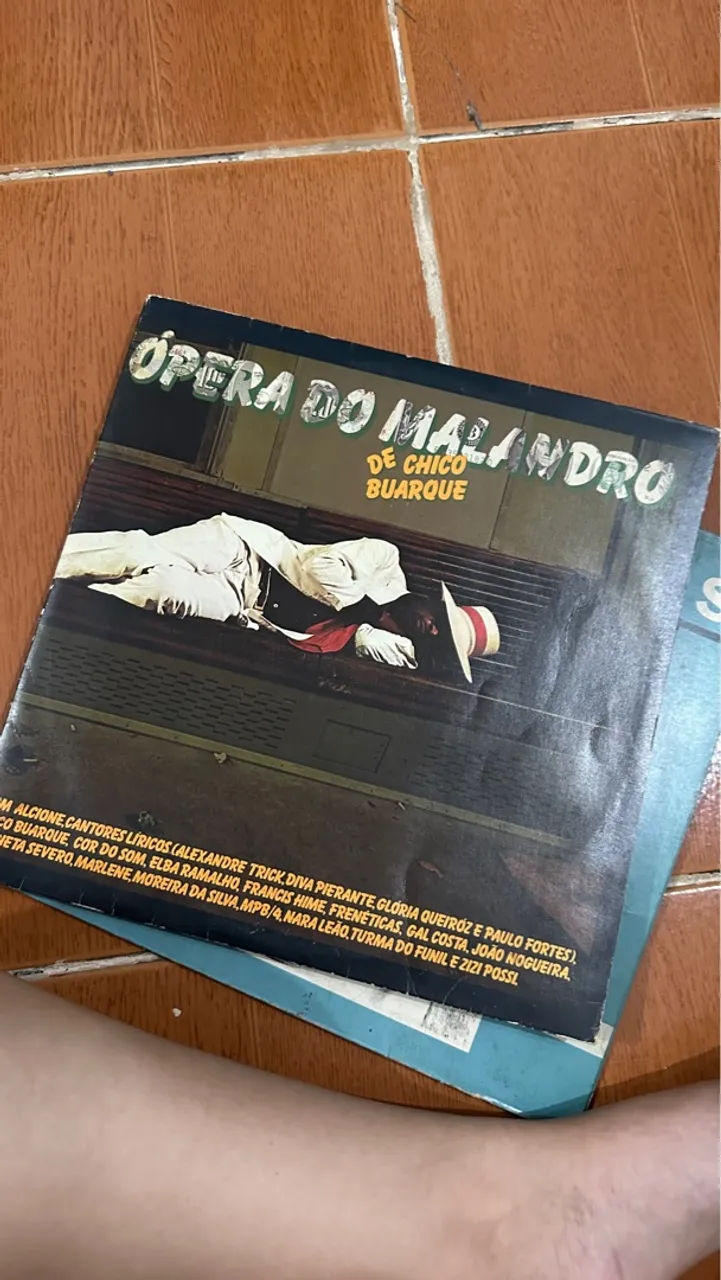 ÓPERA DO MALANDRO
DE CHICO
BUARQUE
S
ALCIONE, CANTORES LÍRICOS (ALEXANDRE TRICK, DIVA PIERANTE, GLÓRIA QUEIRÓZ E PAULO FORTES),
BUARQUE, COR DO SOM, ELBA RAMALHO, FRANCIS HIME, FRENÉTICAS, GAL COSTA, JOÃO NOGUEIRA,
SEVERO, MARLENE, MOREIRA DA SILVA, MPB/4, NARA LEÃO, TURMA DO FUNIL E ZIZI POSSI.